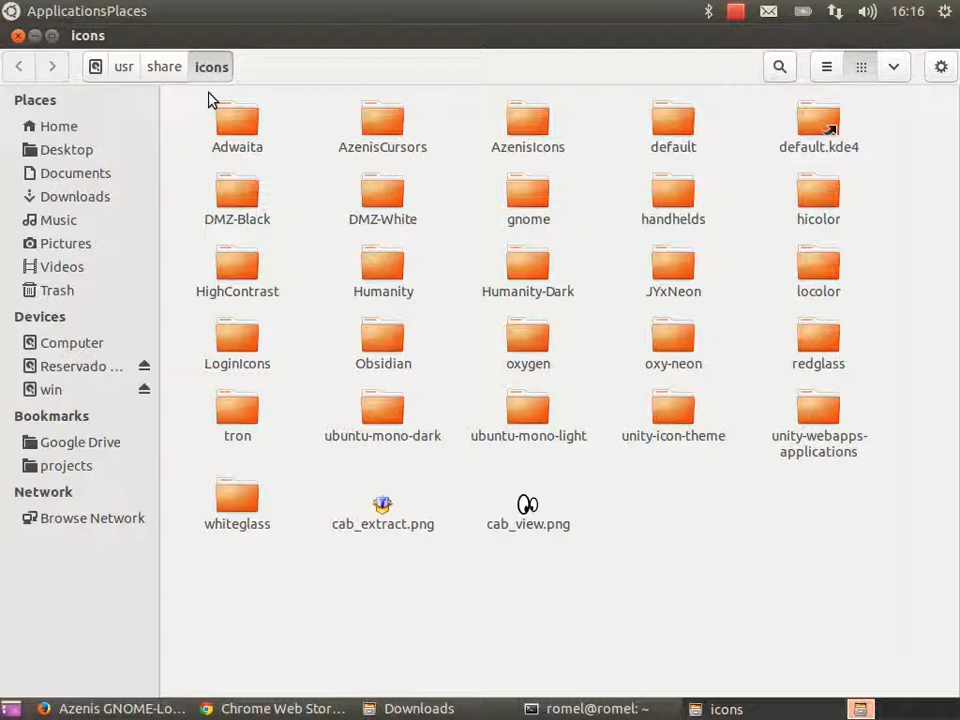 ApplicationsPlaces 16:16
icons
usr share icons
Places
Home
Desktop
Documents
Downloads
Music
Pictures
Videos
Trash
Devices
Computer
Reservado ...
win
Bookmarks
Google Drive
projects
Network
Browse Network
Adwaita AzenisCursors AzenisIcons default default.kde4
DMZ-Black DMZ-White gnome handhelds hicolor
HighContrast Humanity Humanity-Dark JYxNeon locolor
LoginIcons Obsidian oxygen oxy-neon redglass
tron ubuntu-mono-dark ubuntu-mono-light unity-icon-theme unity-webapps-
applications
whiteglass cab_extract.png cab_view.png
Azenis GNOME-Lo... Chrome Web Stor... Downloads romel@romel: ~ icons